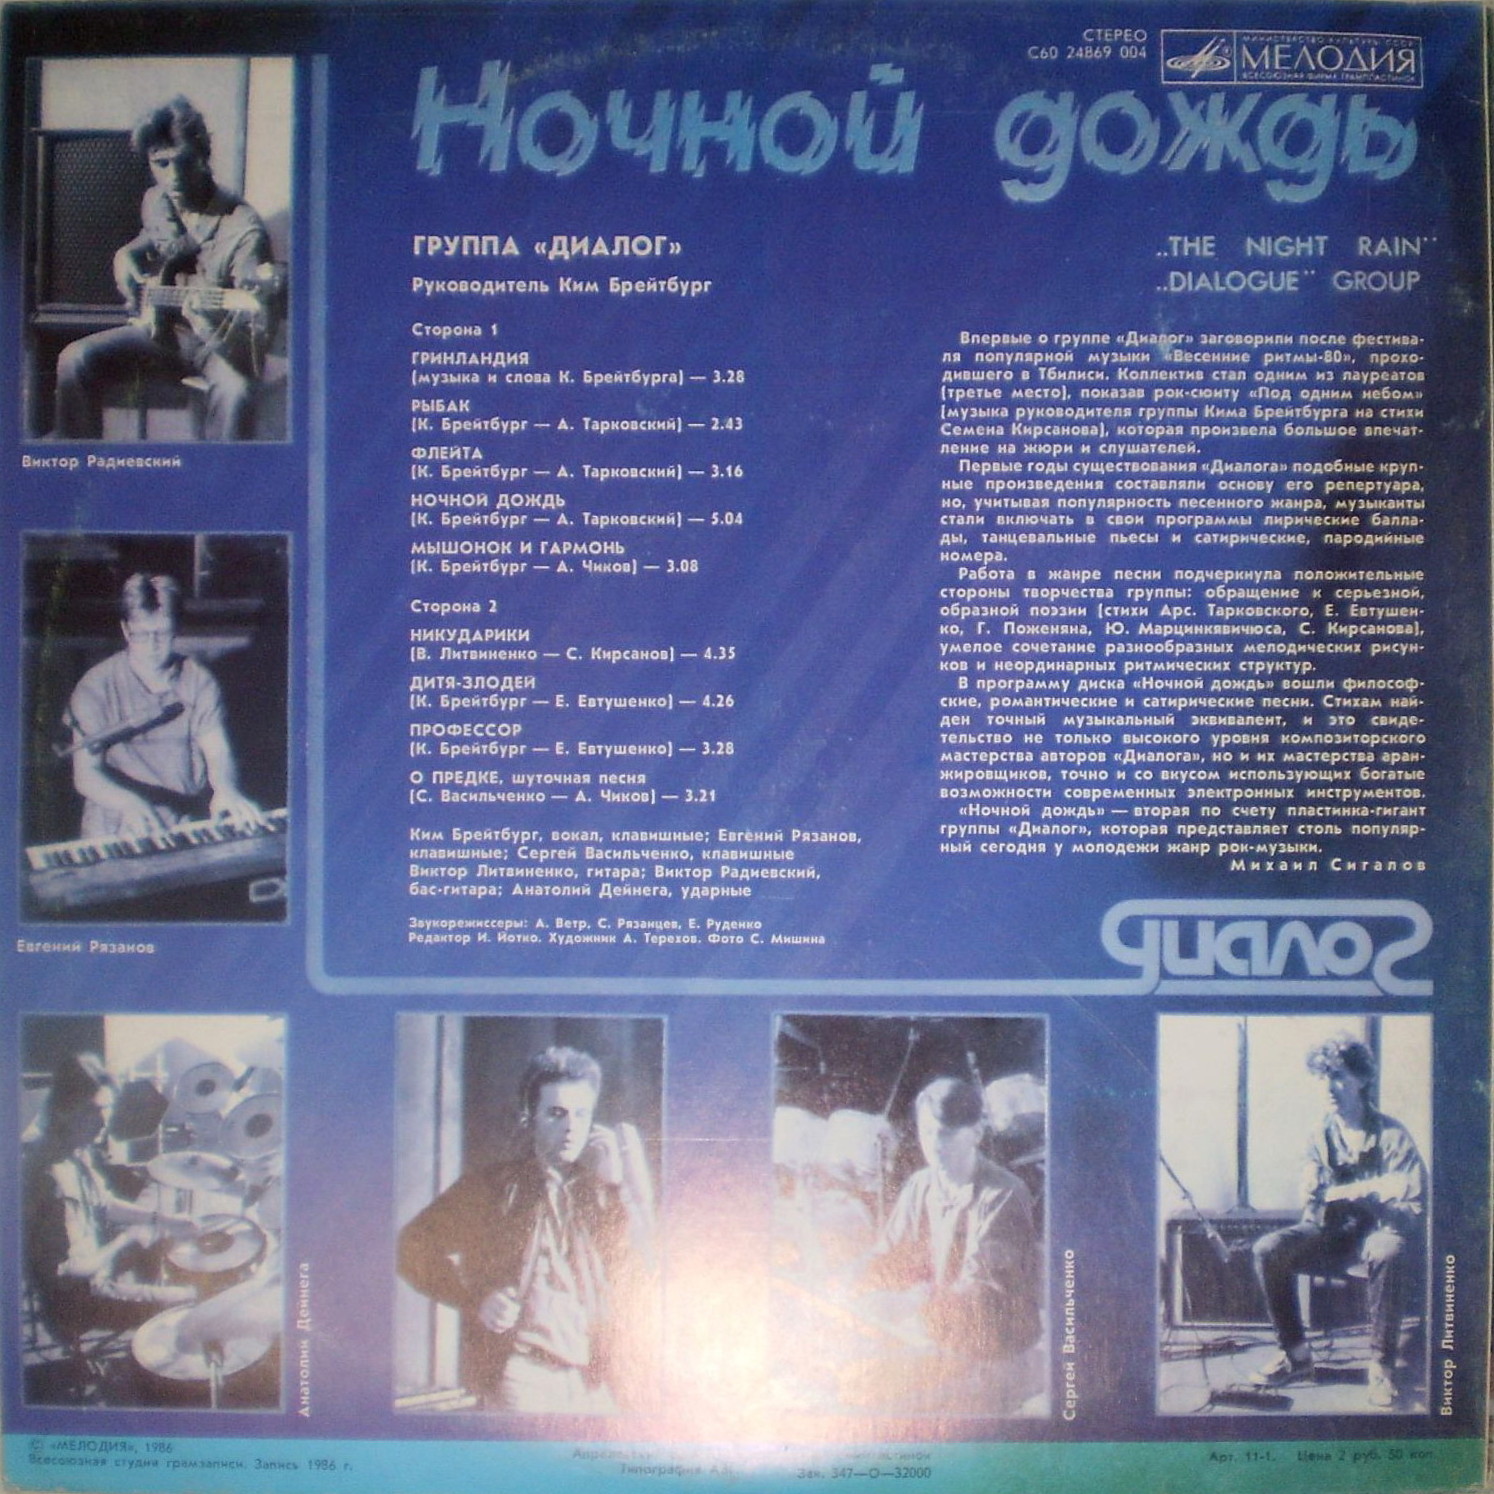 СТЕРЕО
С60 24869 004
МИНИСТЕРСТВО КУЛЬТУРЫ СССР
МЕЛОДИЯ
ВСЕСОЮЗНАЯ ФИРМА ГРАМПЛАСТИНОК
Ночной дождь
ГРУППА «ДИАЛОГ»
Руководитель Ким Брейтбург
„THE NIGHT RAIN"
„DIALOGUE" GROUP
Сторона 1
ГРИНЛАНДИЯ
(музыка и слова К. Брейтбурга) — 3.28
РЫБАК
(К. Брейтбург — А. Тарковский) — 2.43
ФЛЕЙТА
(К. Брейтбург — А. Тарковский) — 3.16
НОЧНОЙ ДОЖДЬ
(К. Брейтбург — А. Тарковский) — 5.04
МЫШОНОК И ГАРМОНЬ
(К. Брейтбург — А. Чиков) — 3.08
Сторона 2
НИКУДАРИКИ
(В. Литвиненко — С. Кирсанов) — 4.35
ДИТЯ-ЗЛОДЕЙ
(К. Брейтбург — Е. Евтушенко) — 4.26
ПРОФЕССОР
(К. Брейтбург — Е. Евтушенко) — 3.28
О ПРЕДКЕ, шуточная песня
(С. Васильченко — А. Чиков) — 3.21
Ким Брейтбург, вокал, клавишные; Евгений Рязанов,
клавишные; Сергей Васильченко, клавишные
Виктор Литвиненко, гитара; Виктор Радиевский,
бас-гитара; Анатолий Дейнега, ударные
Звукорежиссеры: А. Ветр, С. Рязанцев, Е. Руденко
Редактор И. Йотко. Художник А. Терехов. Фото С. Мишина
Впервые о группе «Диалог» заговорили после фестива-
ля популярной музыки «Весенние ритмы-80», прохо-
дившего в Тбилиси. Коллектив стал одним из лауреатов
(третье место), показав рок-сюиту «Под одним небом»
(музыка руководителя группы Кима Брейтбурга на стихи
Семена Кирсанова), которая произвела большое впечат-
ление на жюри и слушателей.
Первые годы существования «Диалога» подобные круп-
ные произведения составляли основу его репертуара,
но, учитывая популярность песенного жанра, музыканты
стали включать в свои программы лирические балла-
ды, танцевальные пьесы и сатирические, пародийные
номера.
Работа в жанре песни подчеркнула положительные
стороны творчества группы: обращение к серьезной,
образной поэзии (стихи Арс. Тарковского, Е. Евтушен-
ко, Г. Поженяна, Ю. Марцинкявичюса, С. Кирсанова),
умелое сочетание разнообразных мелодических рисун-
ков и неординарных ритмических структур.
В программу диска «Ночной дождь» вошли философ-
ские, романтические и сатирические песни. Стихам най-
ден точный музыкальный эквивалент, и это свиде-
тельство не только высокого уровня композиторского
мастерства авторов «Диалога», но и их мастерства аран-
жировщиков, точно и со вкусом использующих богатые
возможности современных электронных инструментов.
«Ночной дождь» — вторая по счету пластинка-гигант
группы «Диалог», которая представляет столь популяр-
ный сегодня у молодежи жанр рок-музыки.
Михаил Сигалов
диалог
Виктор Радиевский
Евгений Рязанов
Анатолий Дейнега
Сергей Васильченко
Виктор Литвиненко
© «МЕЛОДИЯ», 1986
Всесоюзная студия грамзаписи. Запись 1986 г.
Типография
Зак. 347—О—32000
Арт. 11-1. Цена 2 руб. 50 коп.